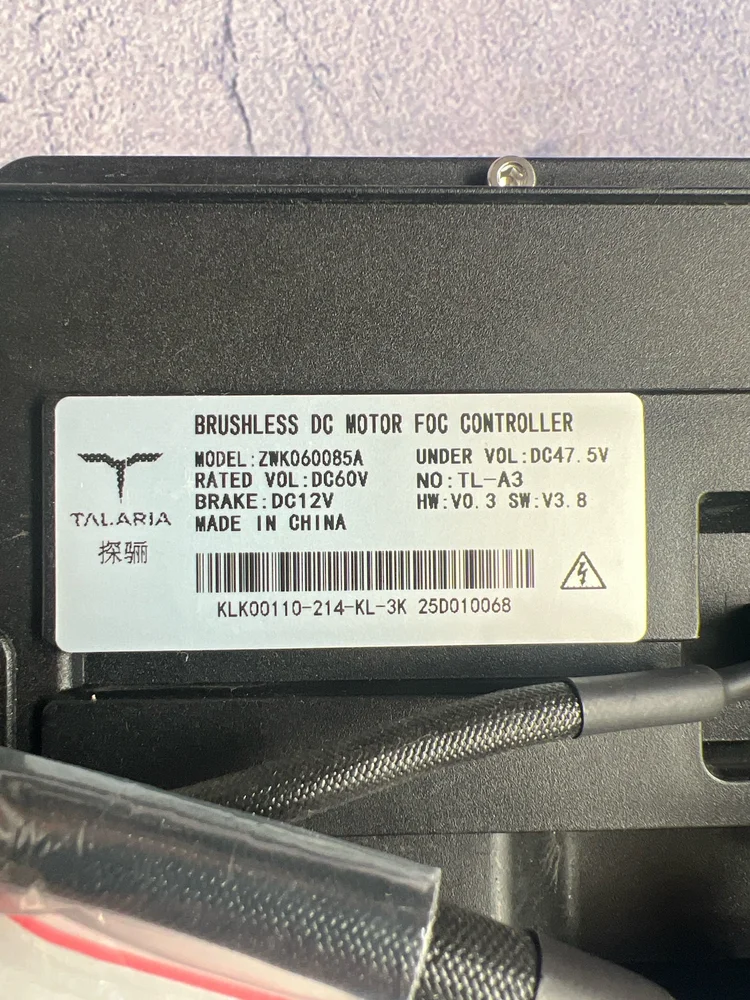 BRUSHLESS DC MOTOR FOC CONTROLLER
MODEL:ZWK060085A UNDER VOL:DC47.5V
RATED VOL:DC60V NO:TL-A3
BRAKE:DC12V HW:V0.3 SW:V3.8
MADE IN CHINA
TALARIA
探骊
KLK00110-214-KL-3K 25D010068